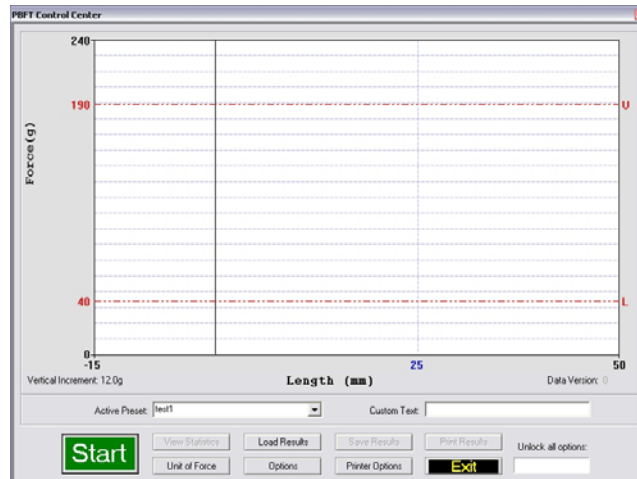 PBFT Control Center
240
190
U
Force(g)
40
L
0
-15
25
50
Vertical Increment: 12.0g
Length (mm)
Data Version: 0
Active Preset: test1
Custom Text:
Start
View Statistics
Load Results
Save Results
Print Results
Unlock all options:
Unit of Force
Options
Printer Options
Exit